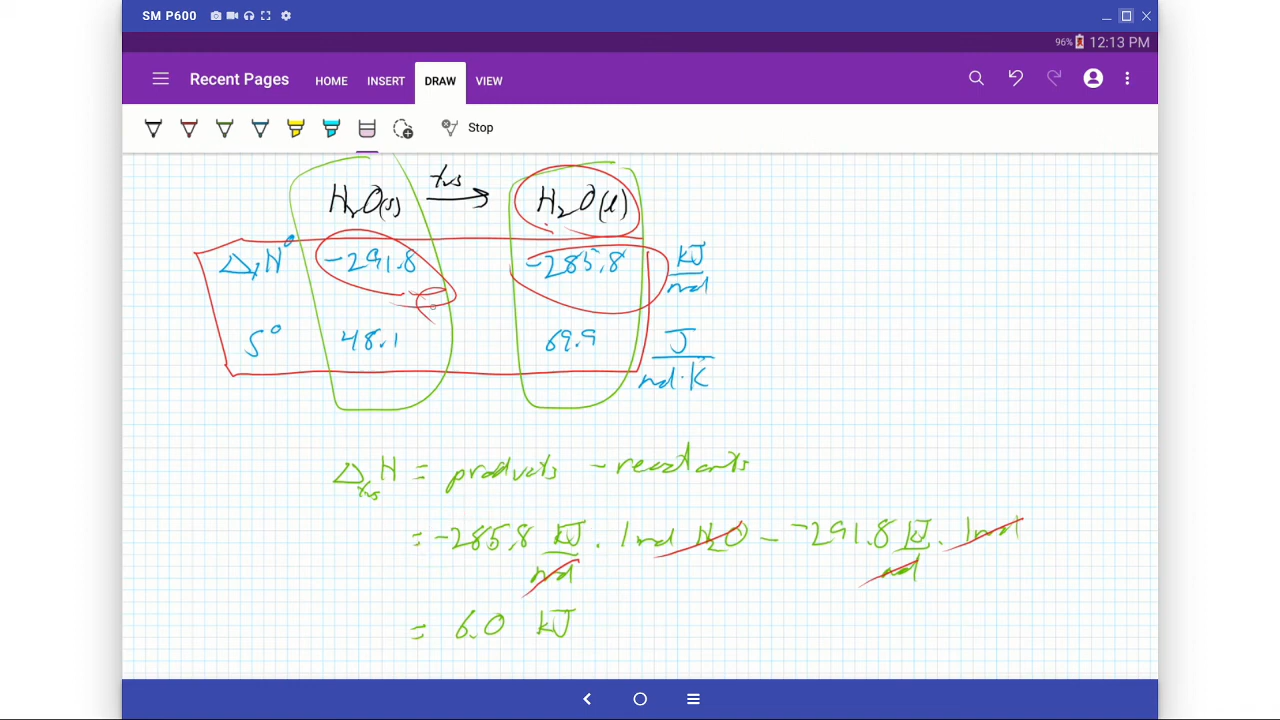 SM P600
96% 12:13 PM
Recent Pages HOME INSERT DRAW VIEW
Stop
H₂O(s) fus → H₂O(l)
ΔfH° -291.8 -285.8 kJ/mol
S° 48.1 69.9 J/mol·K
ΔfusH = products - reactants
= -285.8 kJ/mol · 1 mol H₂O - -291.8 kJ/mol · 1 mol
= 6.0 kJ